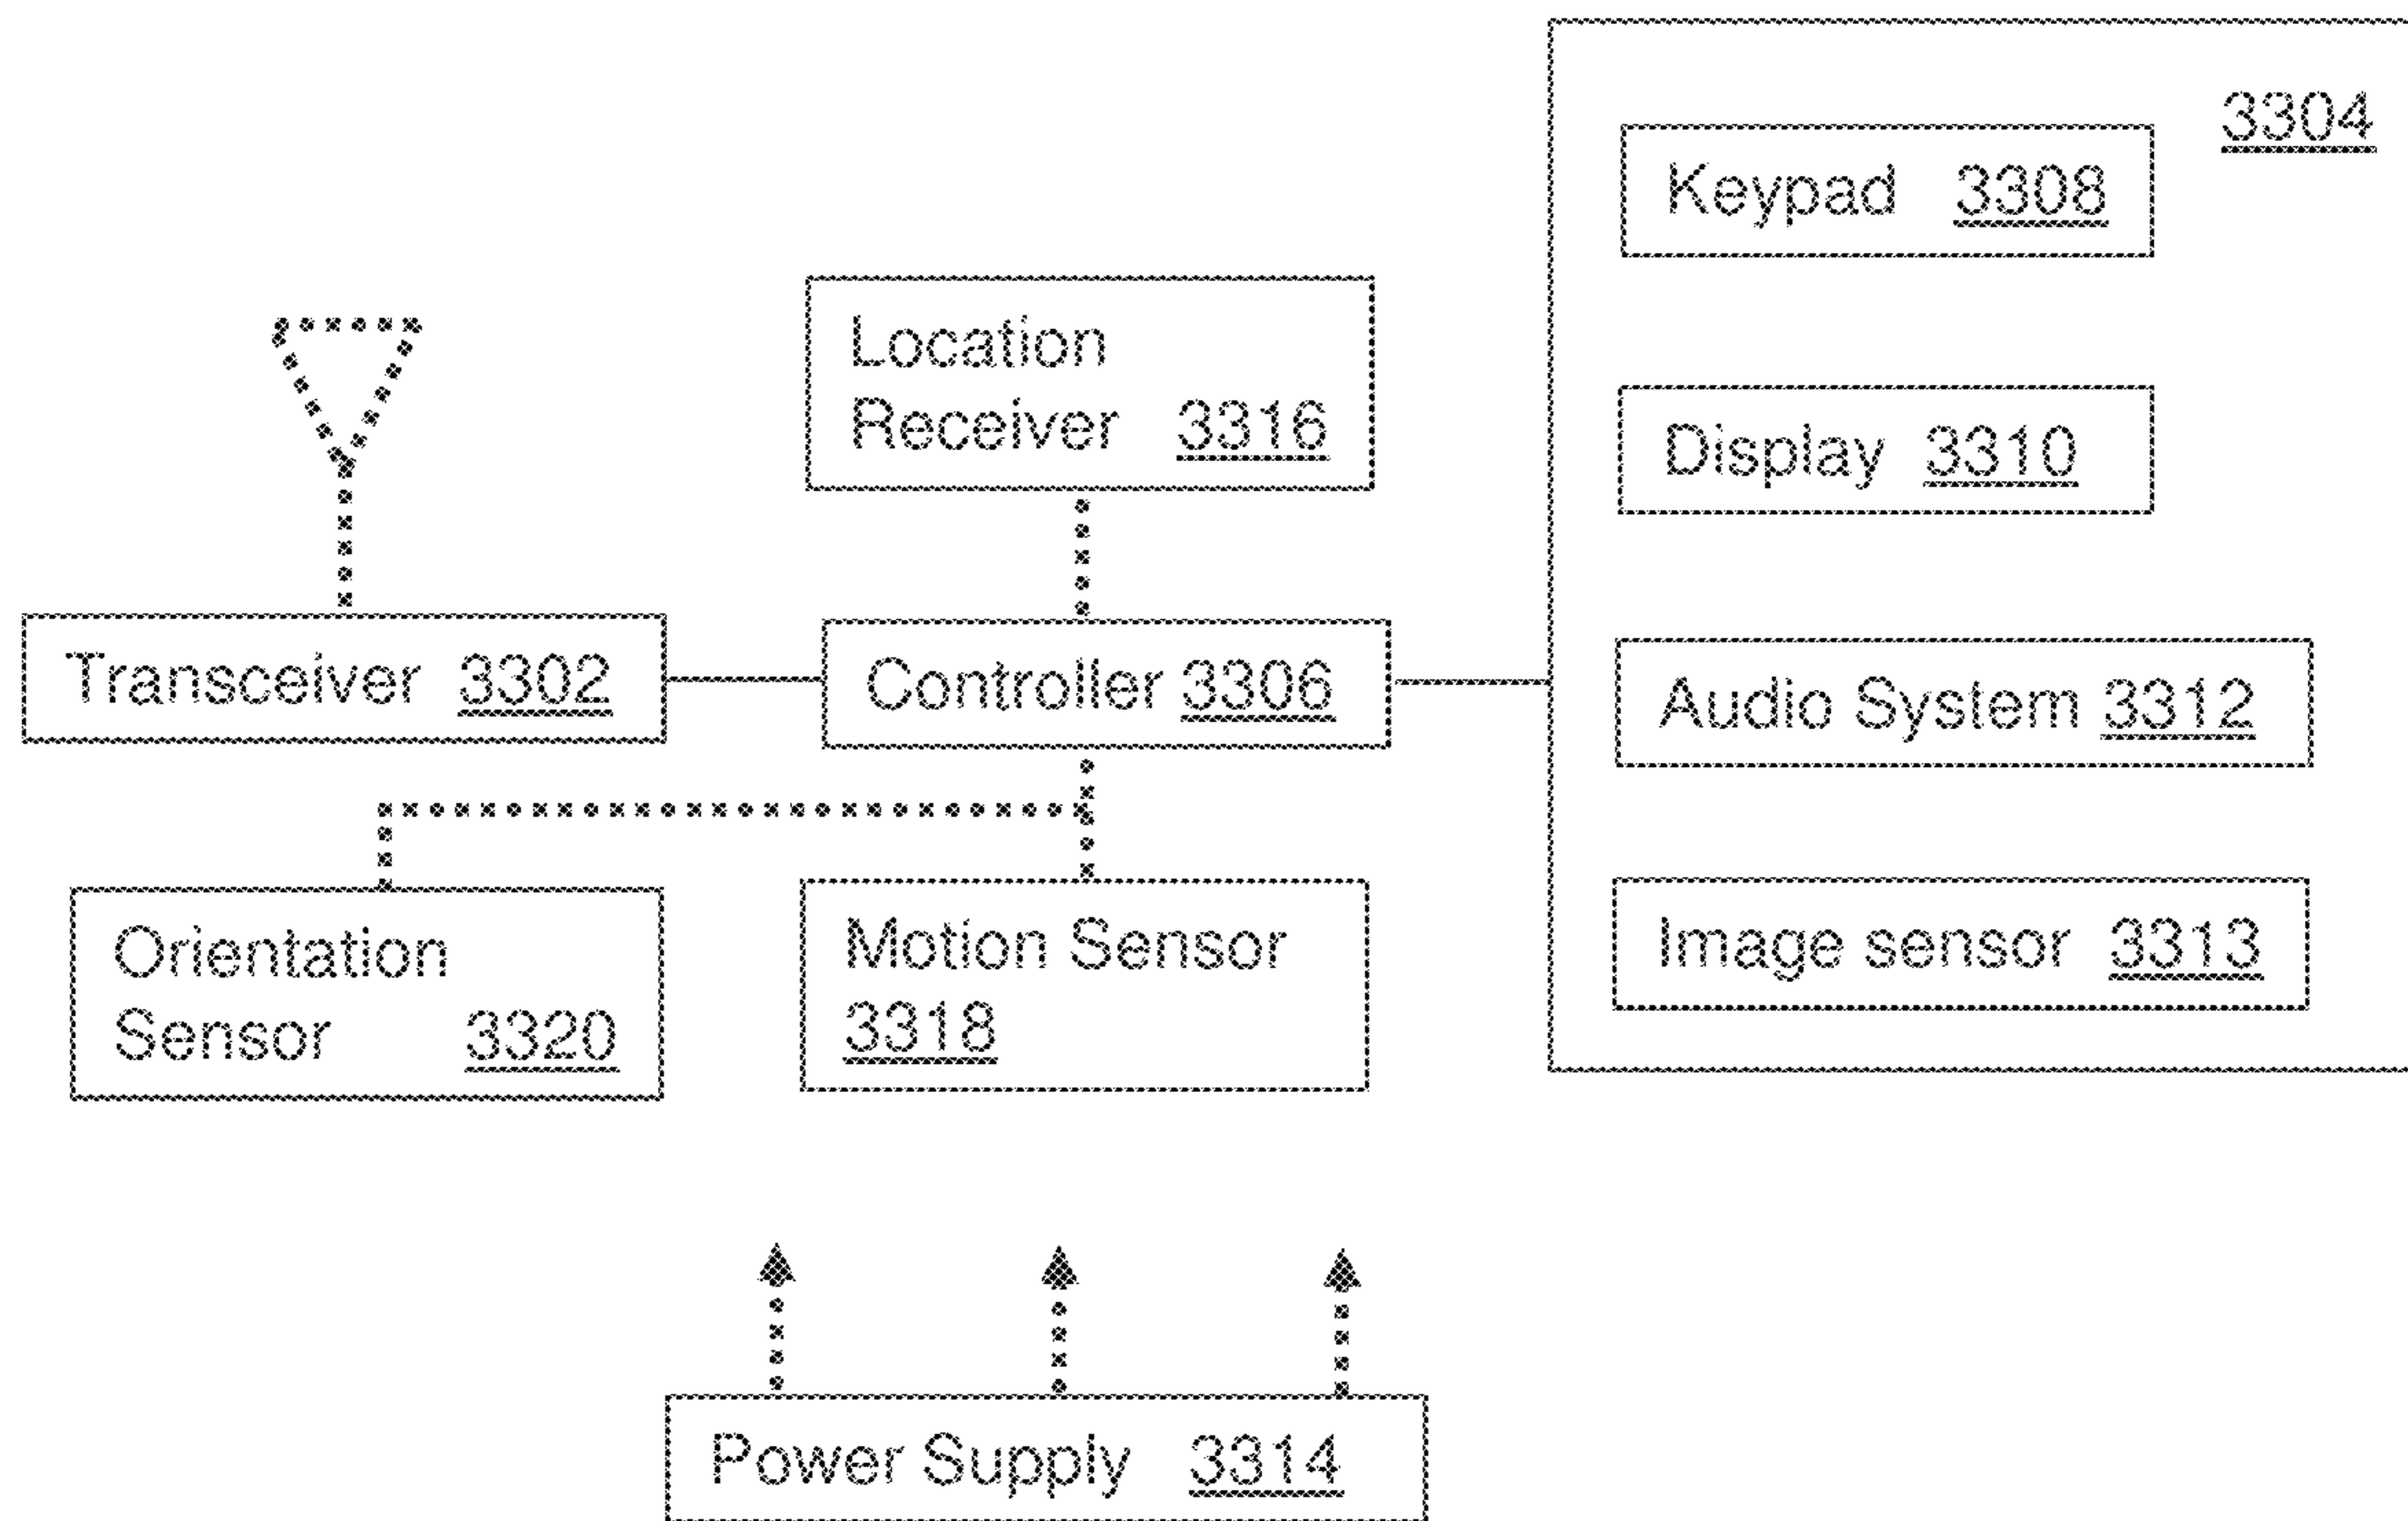 3304
Keypad 3308
Location
Receiver 3316
Display 3310
Transceiver 3302
Controller 3306
Audio System 3312
Orientation
Sensor 3320
Motion Sensor
3318
Image sensor 3313
Power Supply 3314